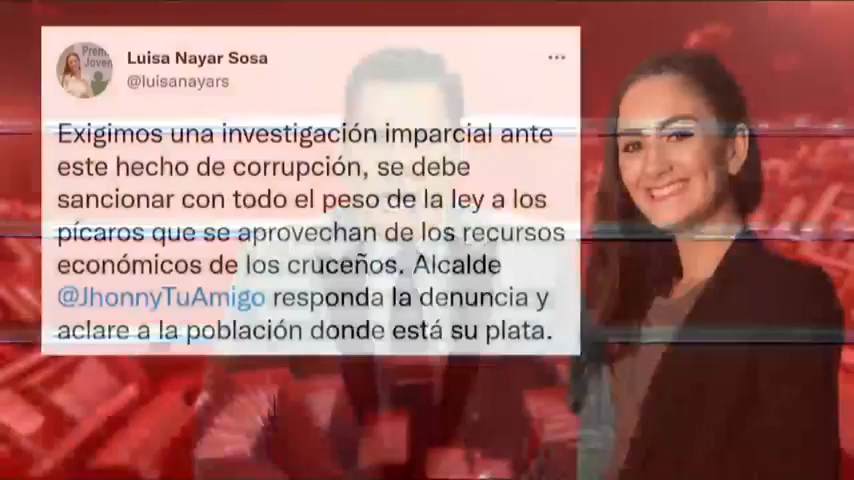 Prem
Joven
Luisa Nayar Sosa
@luisanayars
Exigimos una investigación imparcial ante
este hecho de corrupción, se debe
sancionar con todo el peso de la ley a los
pícaros que se aprovechan de los recursos
económicos de los cruceños. Alcalde
@JhonnyTuAmigo responda la denuncia y
aclare a la población donde está su plata.